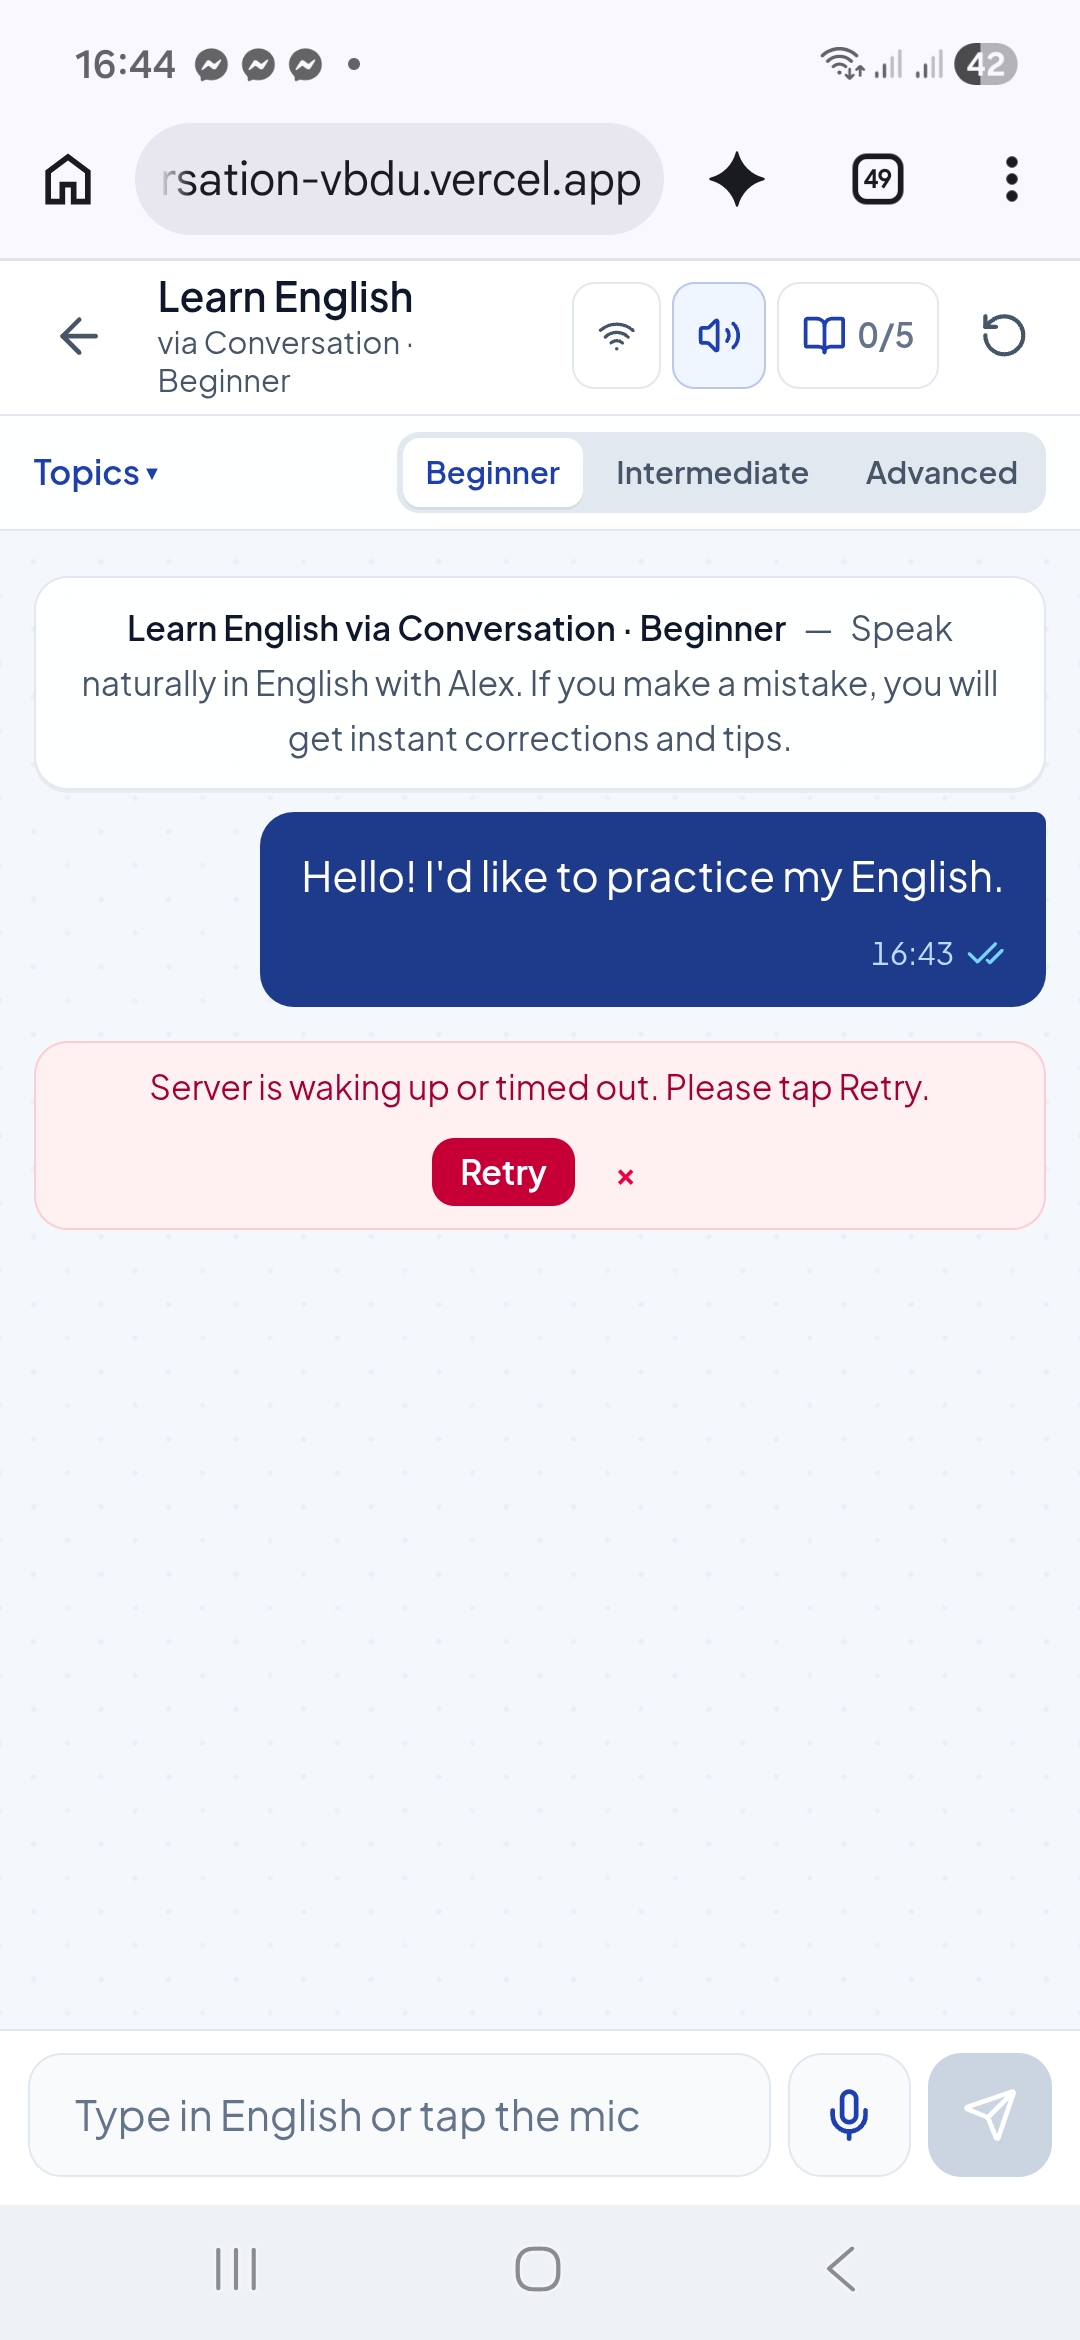 16:44
42
rsation-vbdu.vercel.app
49
Learn English
via Conversation ·
Beginner
0/5
Topics ▾
Beginner
Intermediate
Advanced
Learn English via Conversation · Beginner — Speak
naturally in English with Alex. If you make a mistake, you will
get instant corrections and tips.
Hello! I'd like to practice my English.
16:43
Server is waking up or timed out. Please tap Retry.
Retry ×
Type in English or tap the mic